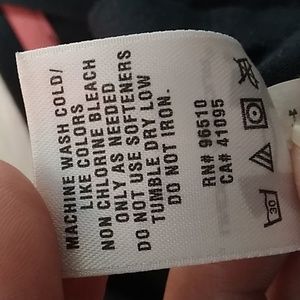 MACHINE WASH COLD/
LIKE COLORS
NON CHLORINE BLEACH
ONLY AS NEEDED
DO NOT USE SOFTENERS
TUMBLE DRY LOW
DO NOT IRON.
RN# 96610
CA# 41095
30